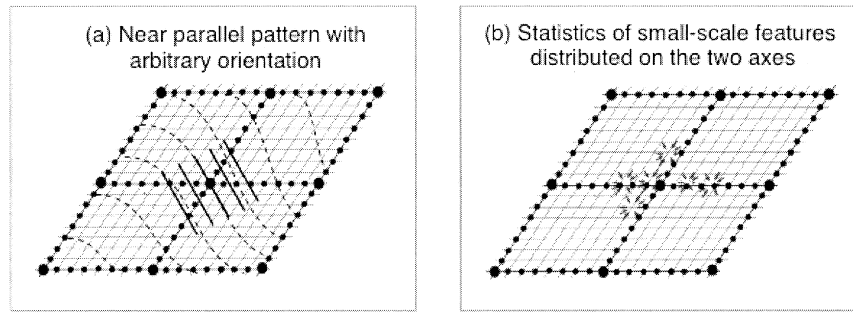 (a) Near parallel pattern with
arbitrary orientation
(b) Statistics of small-scale features
distributed on the two axes